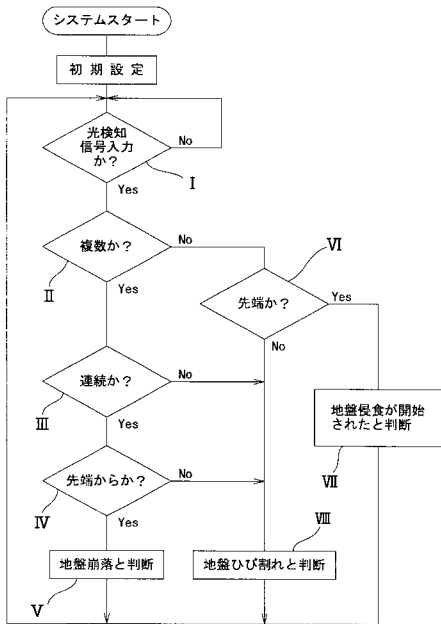 システムスタート
初期設定
光検知
信号入力
か？
No
Ⅰ
Yes
複数か？
No
Ⅱ
Yes
Ⅵ
先端か？
Yes
No
連続か？
No
Ⅲ
Yes
地盤侵食が開始
されたと判断
Ⅶ
先端からか？
No
Ⅳ
Yes
Ⅷ
地盤崩落と判断
地盤ひび割れと判断
Ⅴ